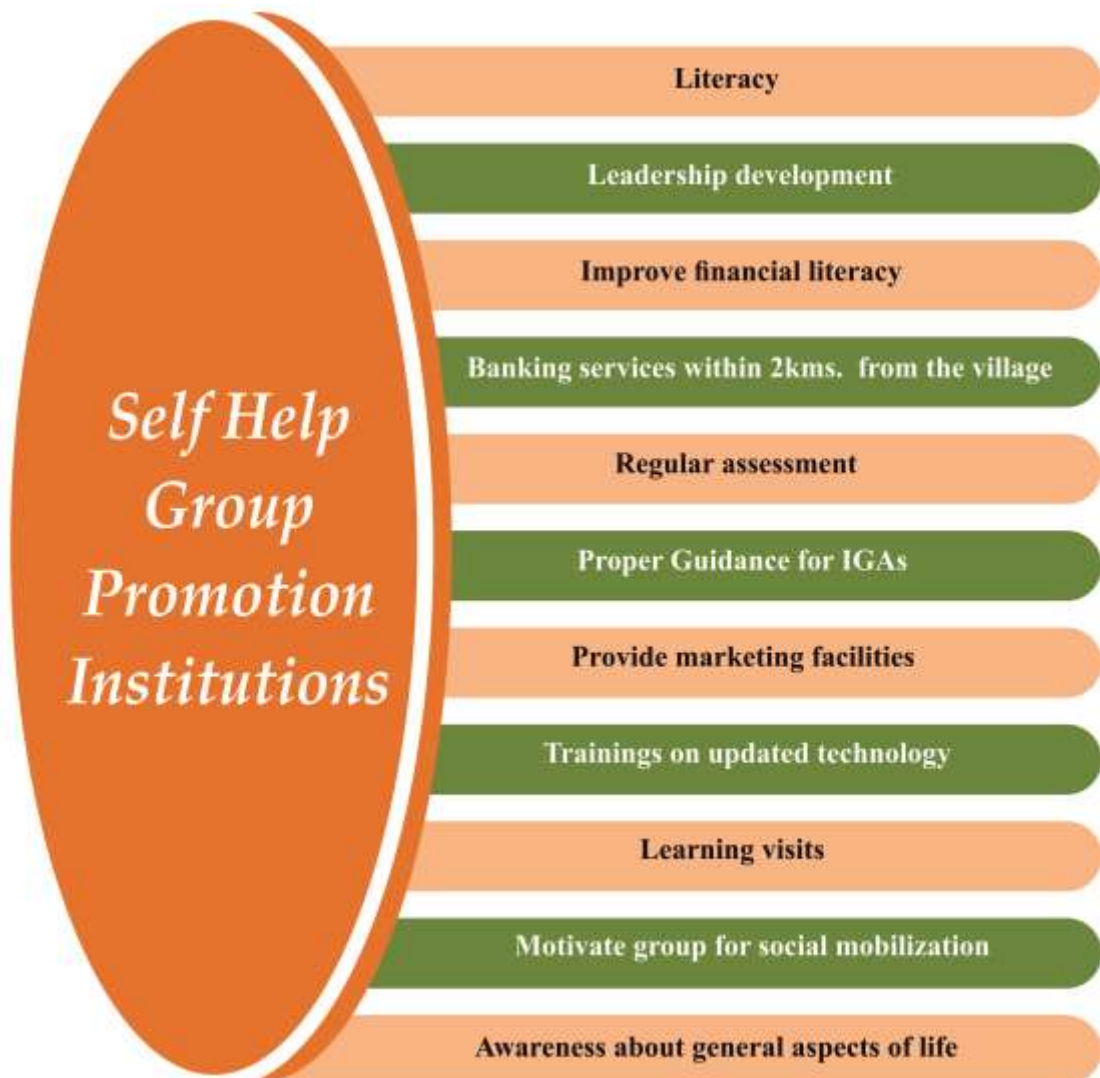 Self Help
Group
Promotion
Institutions
Literacy
Leadership development
Improve financial literacy
Banking services within 2kms. from the village
Regular assessment
Proper Guidance for IGAs
Provide marketing facilities
Trainings on updated technology
Learning visits
Motivate group for social mobilization
Awareness about general aspects of life